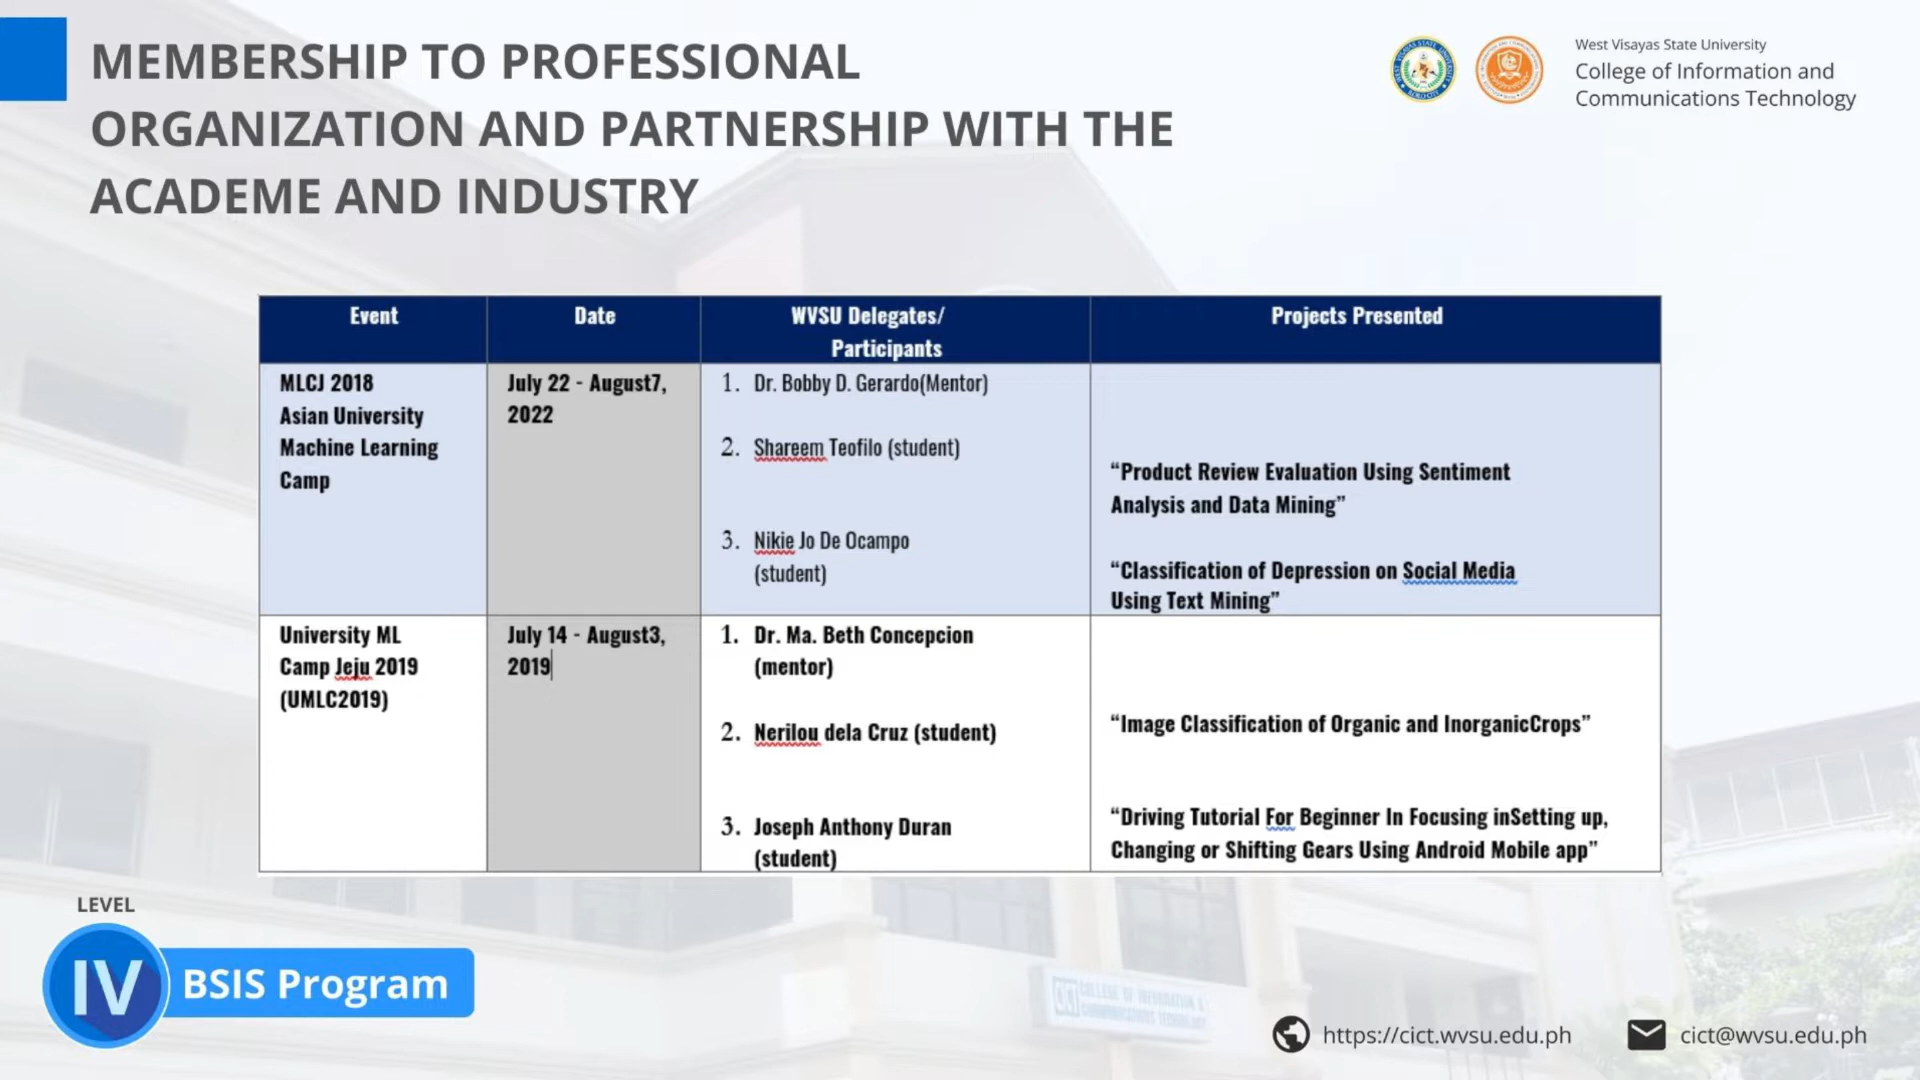 MEMBERSHIP TO PROFESSIONAL
ORGANIZATION AND PARTNERSHIP WITH THE
ACADEME AND INDUSTRY
West Visayas State University
College of Information and
Communications Technology
Event
Date
WVSU Delegates/
Participants
Projects Presented
MLCJ 2018
Asian University
Machine Learning
Camp
July 22 - August7,
2022
1. Dr. Bobby D. Gerardo(Mentor)
2. Shareem Teofilo (student)
3. Nikie Jo De Ocampo
(student)
“Product Review Evaluation Using Sentiment
Analysis and Data Mining”
“Classification of Depression on Social Media
Using Text Mining”
University ML
Camp Jeju 2019
(UMLC2019)
July 14 - August3,
2019
1. Dr. Ma. Beth Concepcion
(mentor)
2. Nerilou dela Cruz (student)
3. Joseph Anthony Duran
(student)
“Image Classification of Organic and InorganicCrops”
“Driving Tutorial For Beginner In Focusing inSetting up,
Changing or Shifting Gears Using Android Mobile app”
LEVEL
IV
BSIS Program
COLLEGE OF INFORMATION &
COMMUNICATIONS TECHNOLOGY
https://cict.wvsu.edu.ph
cict@wvsu.edu.ph